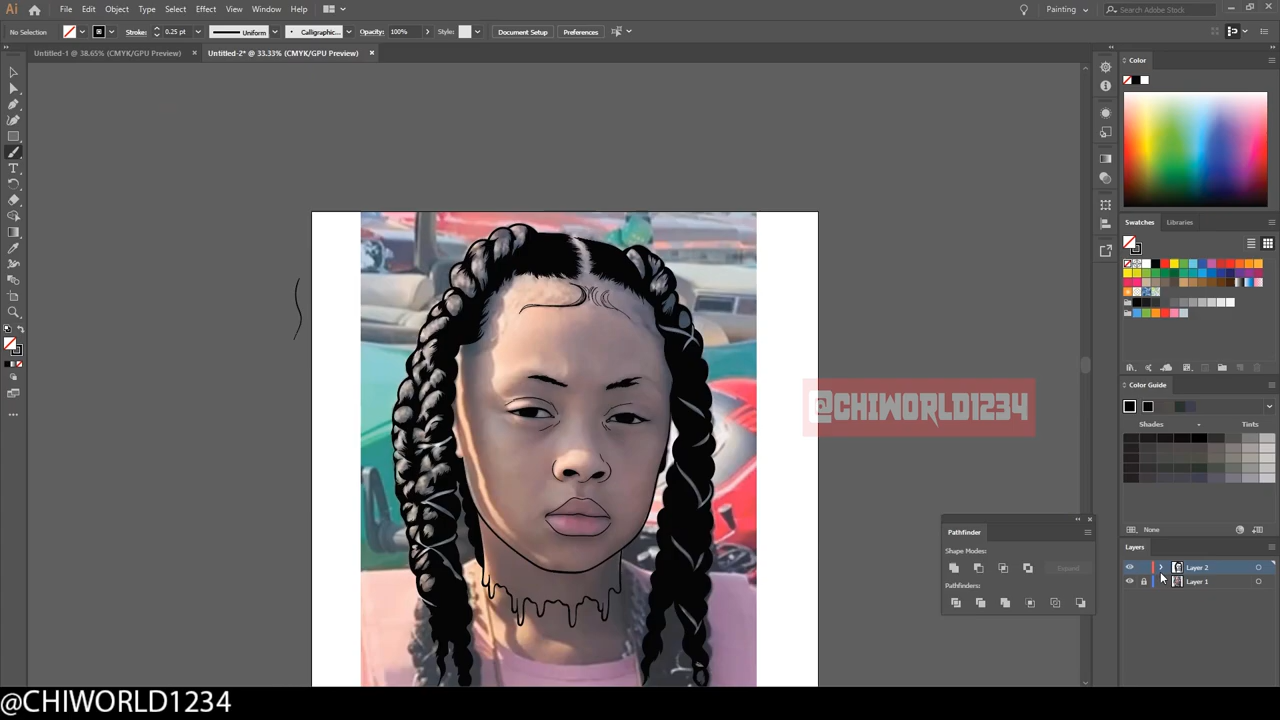 Ai File Edit Object Type Select Effect View Window Help Painting Search Adobe Stock
No Selection Stroke: 0.25 pt Uniform Calligraphic... Opacity: 100% Style: Document Setup Preferences
Untitled-1 @ 38.65% (CMYK/GPU Preview) × Untitled-2* @ 33.33% (CMYK/GPU Preview) ×
Color
Swatches Libraries
Color Guide
@CHIWORLD1234
Shades Tints
None
Pathfinder
Shape Modes:
Expand
Pathfinders:
Layers
Layer 2
Layer 1
@CHIWORLD1234